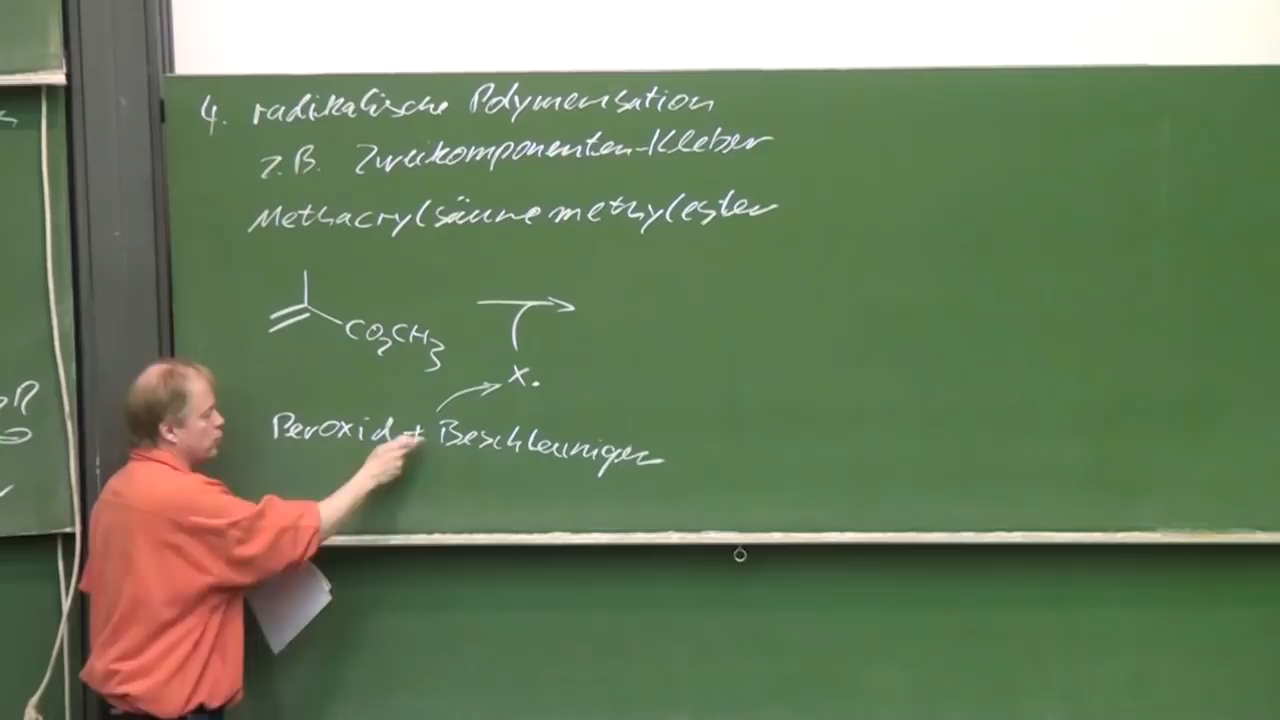 4. radikalische Polymerisation
z.B. Zweikomponenten-Kleber
Methacrylsäuremethylester
CO2CH3
X·
Peroxid + Beschleuniger